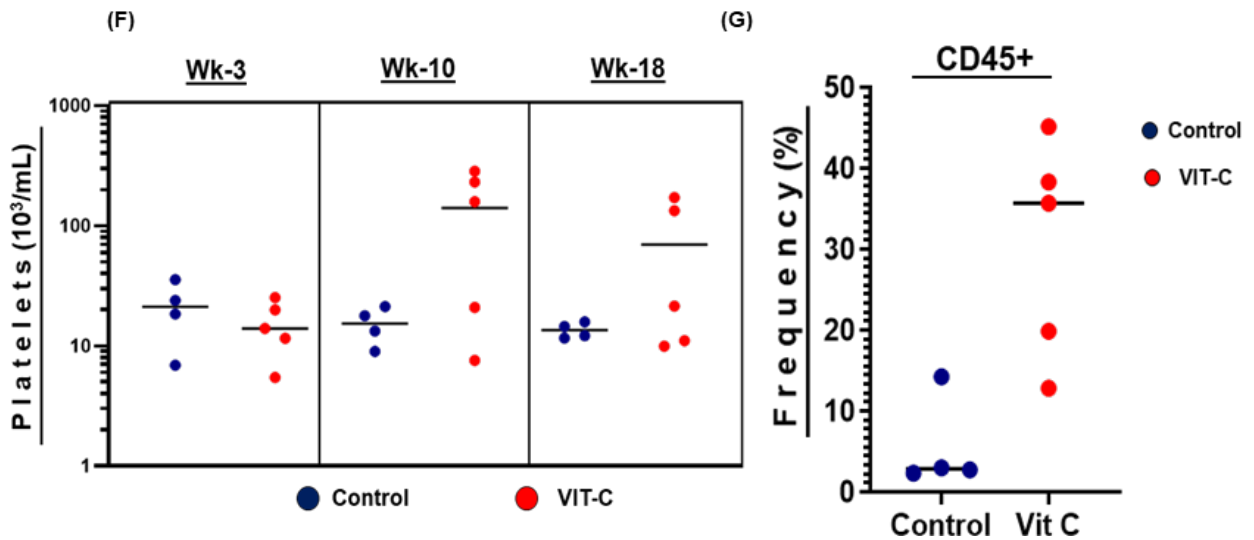 (F)
Wk-3 Wk-10 Wk-18
Platelets (10³/mL)
1000
100
10
1
Control VIT-C
(G)
CD45+
Frequency (%)
50
40
30
20
10
0
Control Vit C
Control
VIT-C